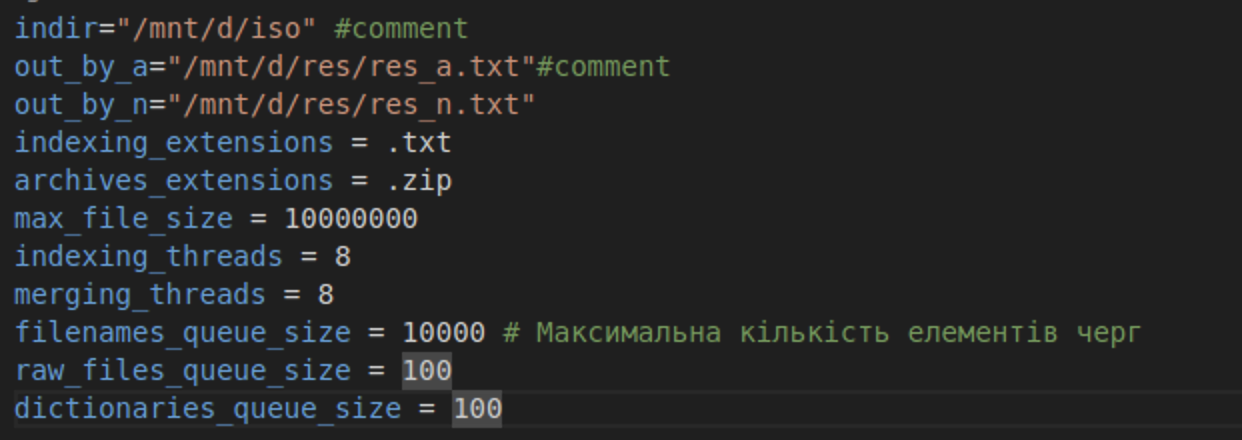 indir="/mnt/d/iso" #comment
out_by_a="/mnt/d/res/res_a.txt"#comment
out_by_n="/mnt/d/res/res_n.txt"
indexing_extensions = .txt
archives_extensions = .zip
max_file_size = 10000000
indexing_threads = 8
merging_threads = 8
filenames_queue_size = 10000 # Максимальна кількість елементів черг
raw_files_queue_size = 100
dictionaries_queue_size = 100